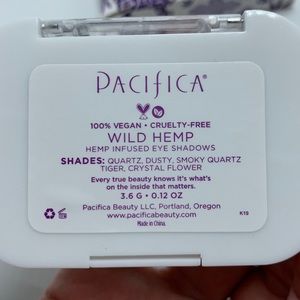 PACIFICA®
100% VEGAN • CRUELTY-FREE
WILD HEMP
HEMP INFUSED EYE SHADOWS
SHADES: QUARTZ, DUSTY, SMOKY QUARTZ
TIGER, CRYSTAL FLOWER
Every true beauty knows it's what's
on the inside that matters.
3.6 G • 0.12 OZ
Pacifica Beauty LLC, Portland, Oregon
www.pacificabeauty.com
Made in China.
K19